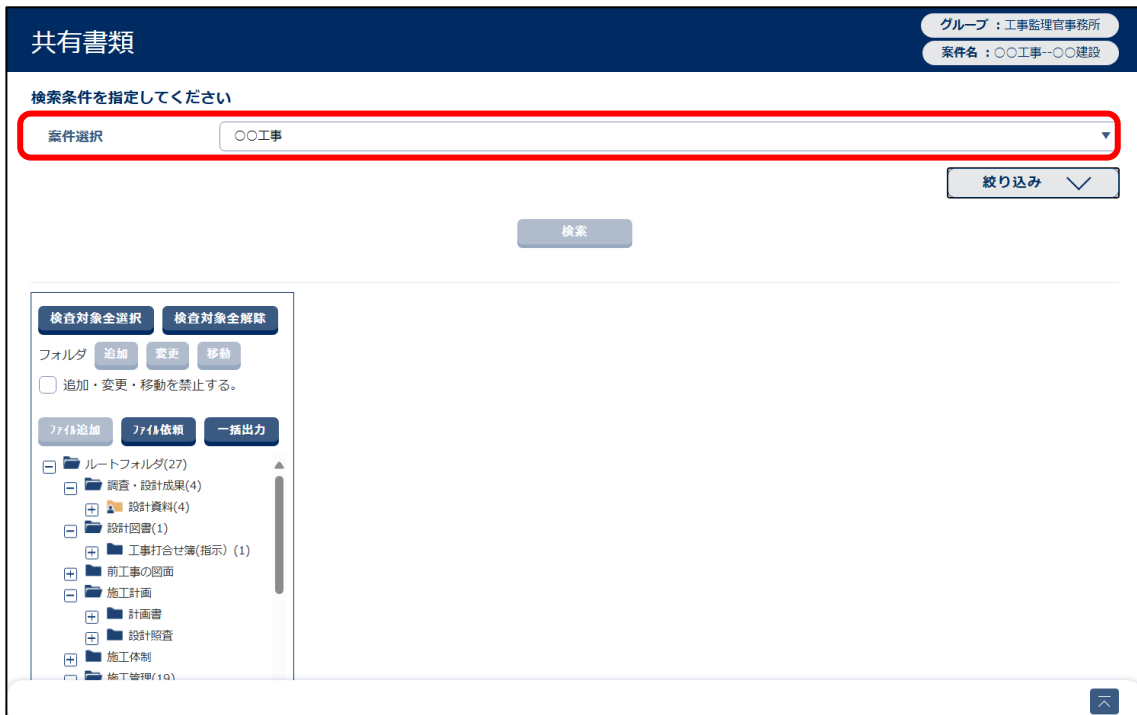 共有書類
グループ ：工事監理官事務所
案件名 ：○○工事--○○建設
検索条件を指定してください
案件選択 ○○工事
絞り込み
検索
検査対象全選択 検査対象全解除
フォルダ 追加 変更 移動
追加・変更・移動を禁止する。
ﾌｧｲﾙ追加 ﾌｧｲﾙ依頼 一括出力
ルートフォルダ(27)
調査・設計成果(4)
設計資料(4)
設計図書(1)
工事打合せ簿(指示）(1)
前工事の図面
施工計画
計画書
設計照査
施工体制
施工管理(19)